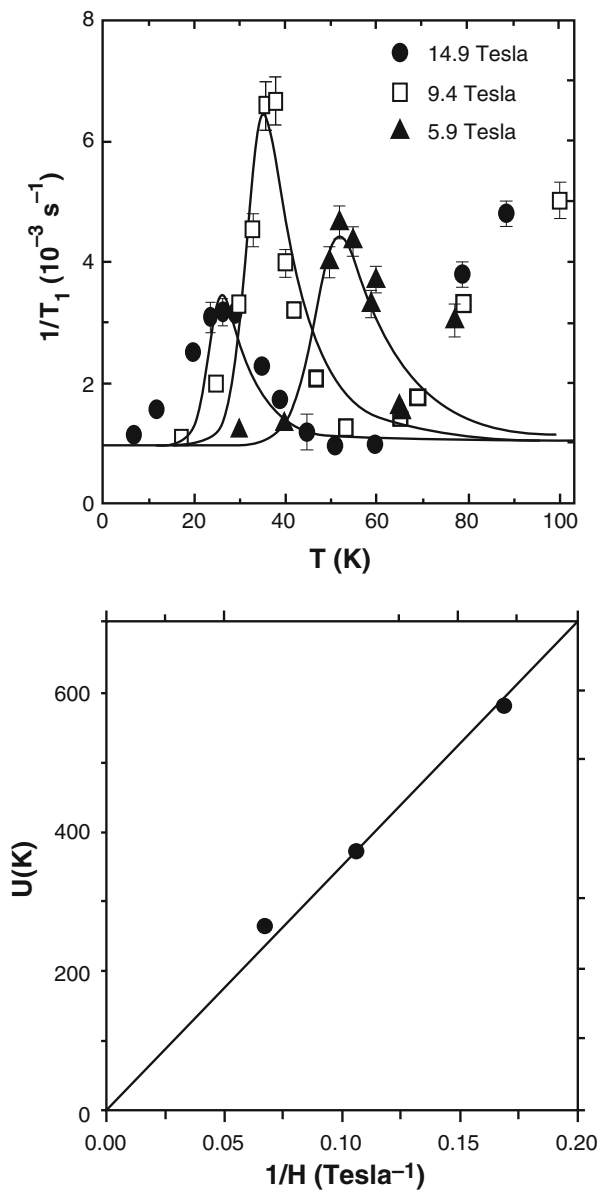 8
6
4
2
0
1/T₁ (10⁻³ s⁻¹)
14.9 Tesla
9.4 Tesla
5.9 Tesla
0 20 40 60 80 100
T (K)
600
400
200
0
U(K)
0.00 0.05 0.10 0.15 0.20
1/H (Tesla⁻¹)